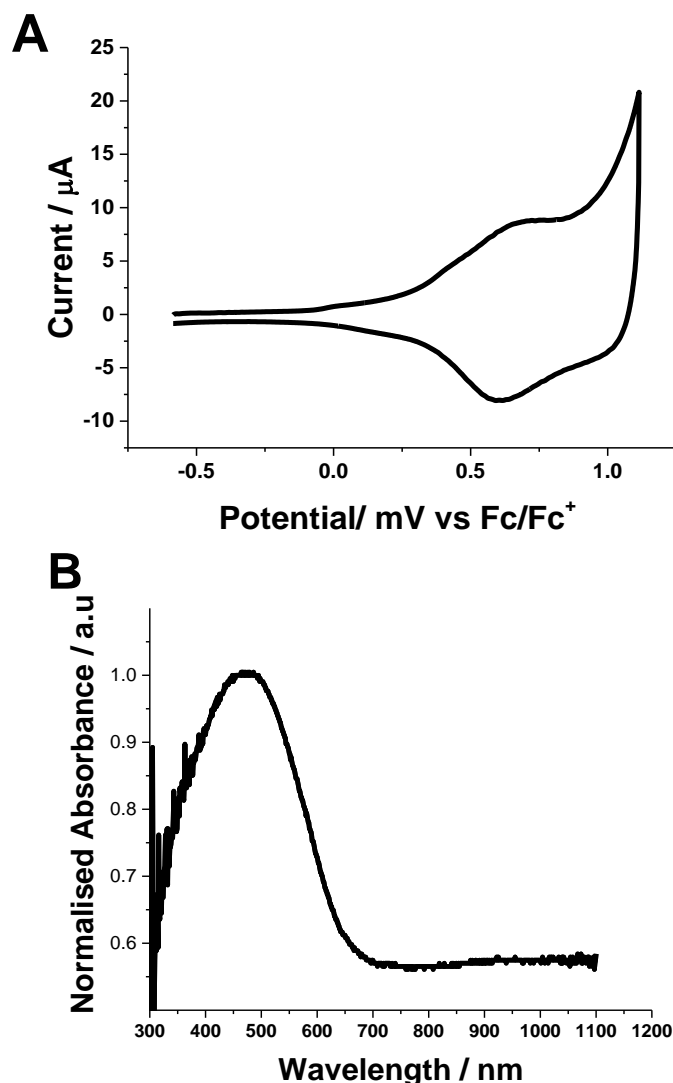 A
25
20
15
10
5
0
-5
-10
Current / μA
-0.5 0.0 0.5 1.0
Potential/ mV vs Fc/Fc⁺
B
1.0
0.9
0.8
0.7
0.6
Normalised Absorbance / a.u
300 400 500 600 700 800 900 1000 1100 1200
Wavelength / nm